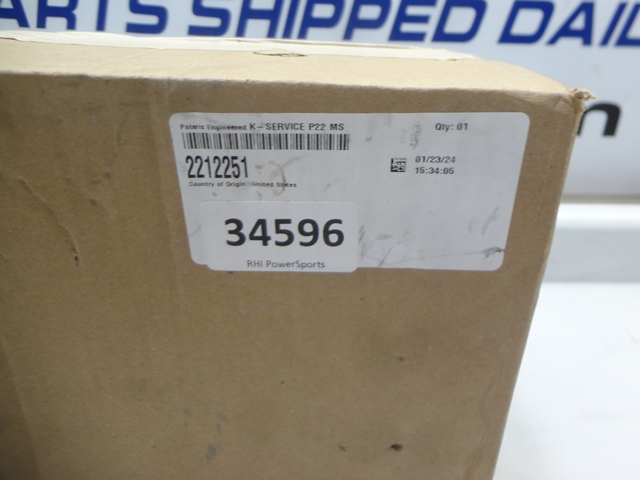 PARTS SHIPPED DAIL
Polaris Engineered K-SERVICE P22 MS
Qty: 01
2212251
01/23/24
15:34:05
Country of Origin: United States
34596
RHI PowerSports